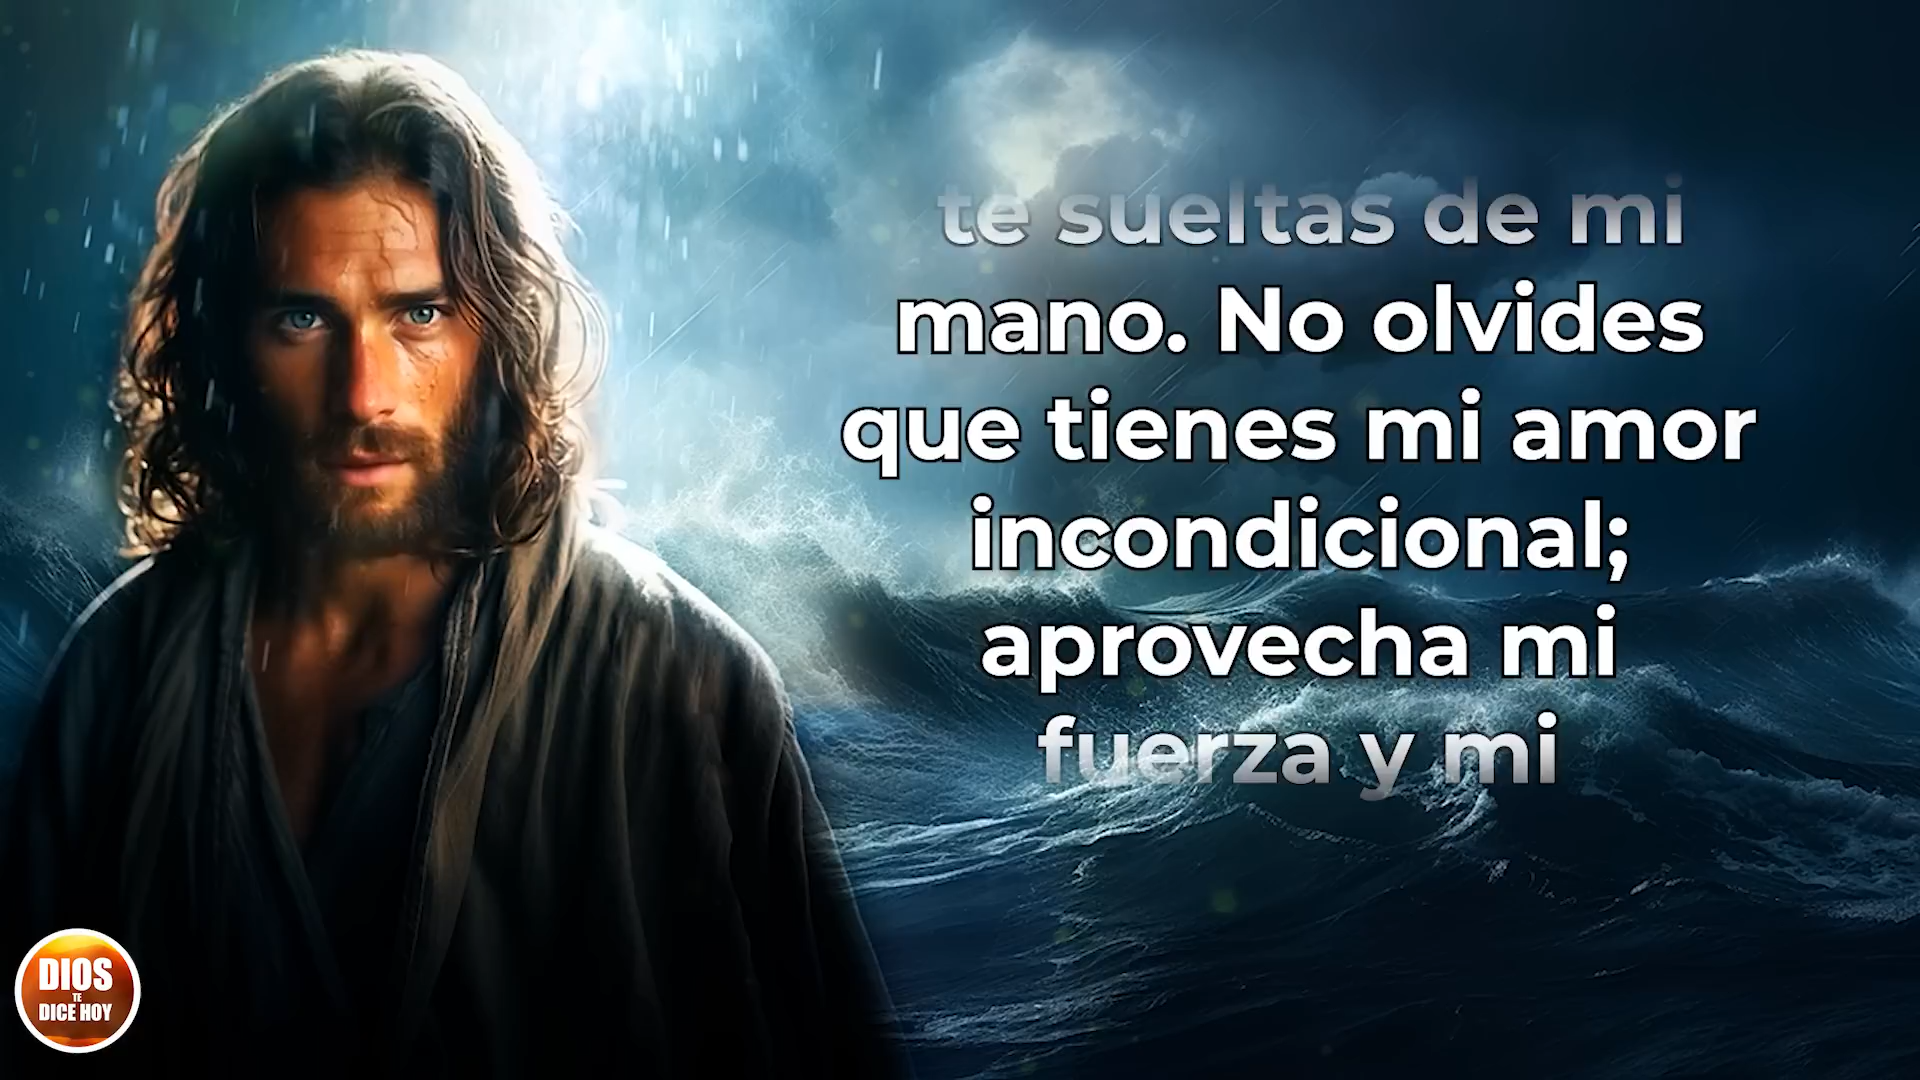 te sueltas de mi
mano. No olvides
que tienes mi amor
incondicional;
aprovecha mi
fuerza y mi
DIOS
TE
DICE HOY